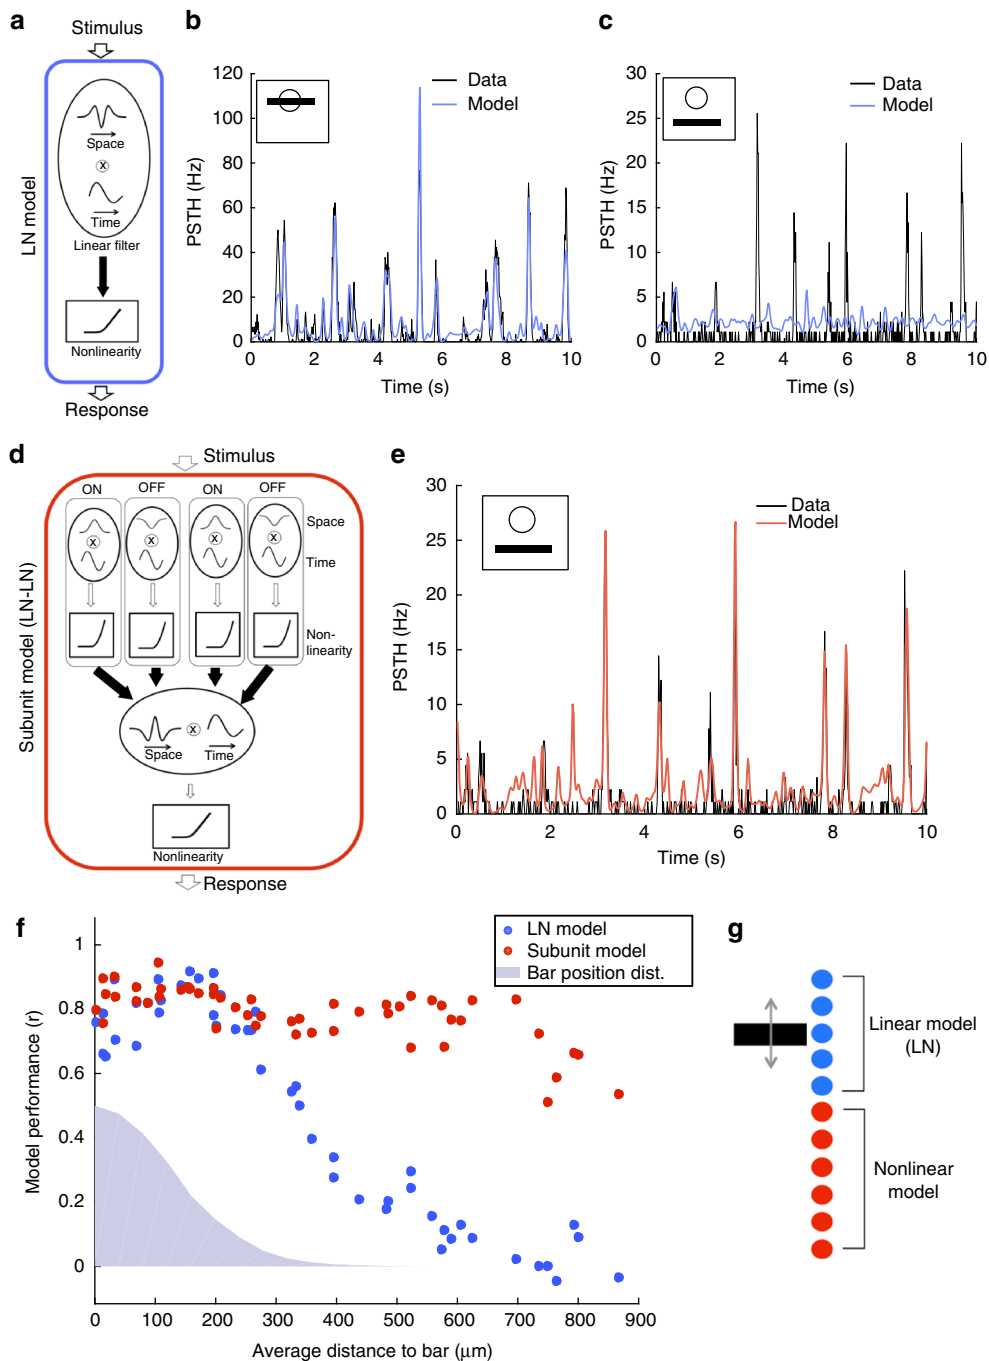 a
Stimulus
LN model
Space
x
Time
Linear filter
Nonlinearity
Response
b
120
100
80
60
40
20
0
PSTH (Hz)
Data
Model
0 2 4 6 8 10
Time (s)
c
30
25
20
15
10
5
0
PSTH (Hz)
Data
Model
0 2 4 6 8 10
Time (s)
d
Stimulus
Subunit model (LN-LN)
ON OFF ON OFF
Space
x x x x
Time
Non-
linearity
x
Space Time
Nonlinearity
Response
e
30
25
20
15
10
5
0
PSTH (Hz)
Data
Model
0 2 4 6 8 10
Time (s)
f
LN model
Subunit model
Bar position dist.
1
0.8
0.6
0.4
0.2
0
Model performance (r)
0 100 200 300 400 500 600 700 800 900
Average distance to bar (μm)
g
Linear model
(LN)
Nonlinear
model